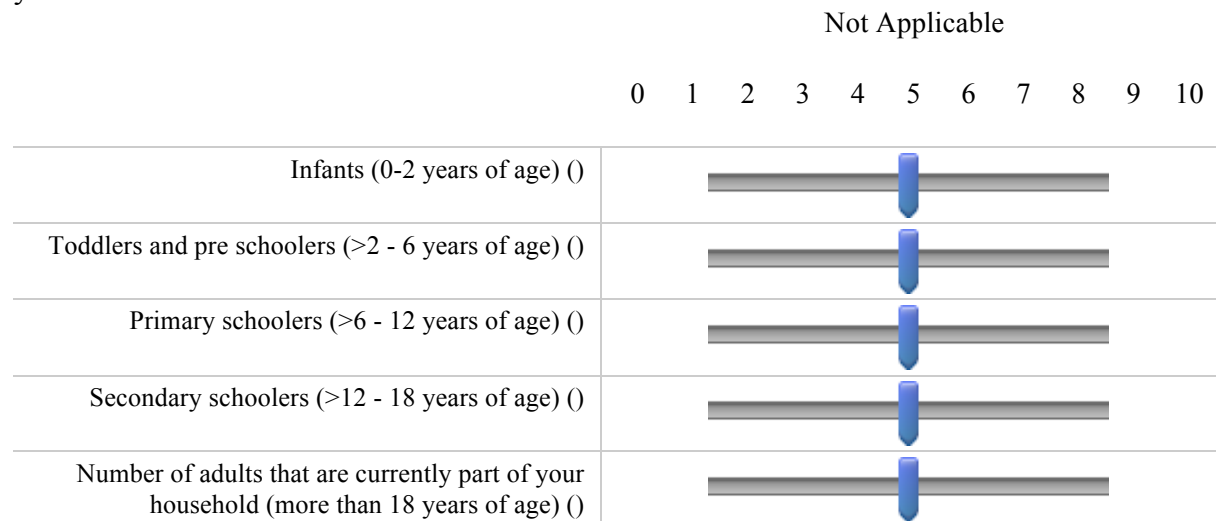 Not Applicable
0 1 2 3 4 5 6 7 8 9 10
Infants (0-2 years of age) ()
Toddlers and pre schoolers (>2 - 6 years of age) ()
Primary schoolers (>6 - 12 years of age) ()
Secondary schoolers (>12 - 18 years of age) ()
Number of adults that are currently part of your
household (more than 18 years of age) ()